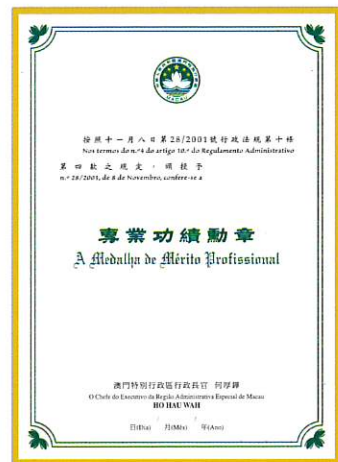 MACAU
按照十一月八日第28/2001號行政法規第十條
Nos termos do n.º4 do artigo 10.º do Regulamento Administrativo
第四款之規定，頒授予
n.º 28/2001, de 8 de Novembro, confere-se a
專業功績勳章
A Medalha de Mérito Profissional
澳門特別行政區行政長官 何厚鏵
O Chefe do Executivo da Região Administrativa Especial de Macau
HO HAU WAH
/ /
日(Dia) 月(Mês) 年(Ano)